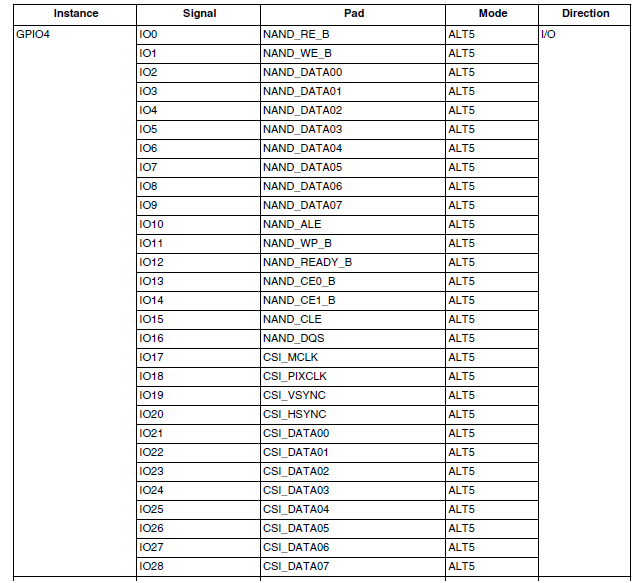 Instance Signal Pad Mode Direction
GPIO4 IO0 NAND_RE_B ALT5 I/O
IO1 NAND_WE_B ALT5
IO2 NAND_DATA00 ALT5
IO3 NAND_DATA01 ALT5
IO4 NAND_DATA02 ALT5
IO5 NAND_DATA03 ALT5
IO6 NAND_DATA04 ALT5
IO7 NAND_DATA05 ALT5
IO8 NAND_DATA06 ALT5
IO9 NAND_DATA07 ALT5
IO10 NAND_ALE ALT5
IO11 NAND_WP_B ALT5
IO12 NAND_READY_B ALT5
IO13 NAND_CE0_B ALT5
IO14 NAND_CE1_B ALT5
IO15 NAND_CLE ALT5
IO16 NAND_DQS ALT5
IO17 CSI_MCLK ALT5
IO18 CSI_PIXCLK ALT5
IO19 CSI_VSYNC ALT5
IO20 CSI_HSYNC ALT5
IO21 CSI_DATA00 ALT5
IO22 CSI_DATA01 ALT5
IO23 CSI_DATA02 ALT5
IO24 CSI_DATA03 ALT5
IO25 CSI_DATA04 ALT5
IO26 CSI_DATA05 ALT5
IO27 CSI_DATA06 ALT5
IO28 CSI_DATA07 ALT5